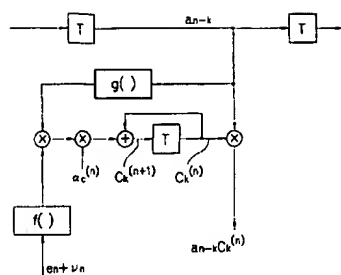 an-k
T
T
g( )
T
αc(n)
Ck(n+1)
Ck(n)
f( )
an-kCk(n)
en+νn